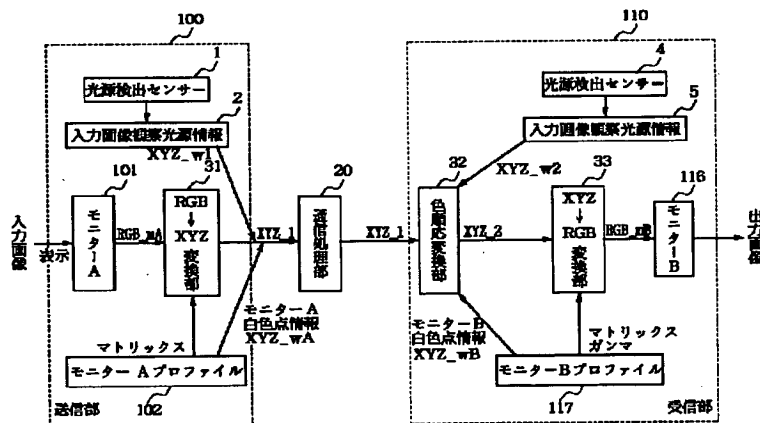 100
110
1
光源検出センサー
2
入力画像観察光源情報
XYZ_w1
4
光源検出センサー
5
入力画像観察光源情報
XYZ_w2
入力画像
表示
101
モニターA
RGB_mA
31
RGB
↓
XYZ
変換部
XYZ_1
20
送信処理部
XYZ_1
32
色順応変換部
XYZ_2
33
XYZ
↓
RGB
変換部
RGB_mB
116
モニターB
出力画像
マトリックス
モニターA
白色点情報
XYZ_wA
モニター Aプロファイル
送信部
102
モニターB
白色点情報
XYZ_wB
マトリックス
ガンマ
モニターBプロファイル
117
受信部